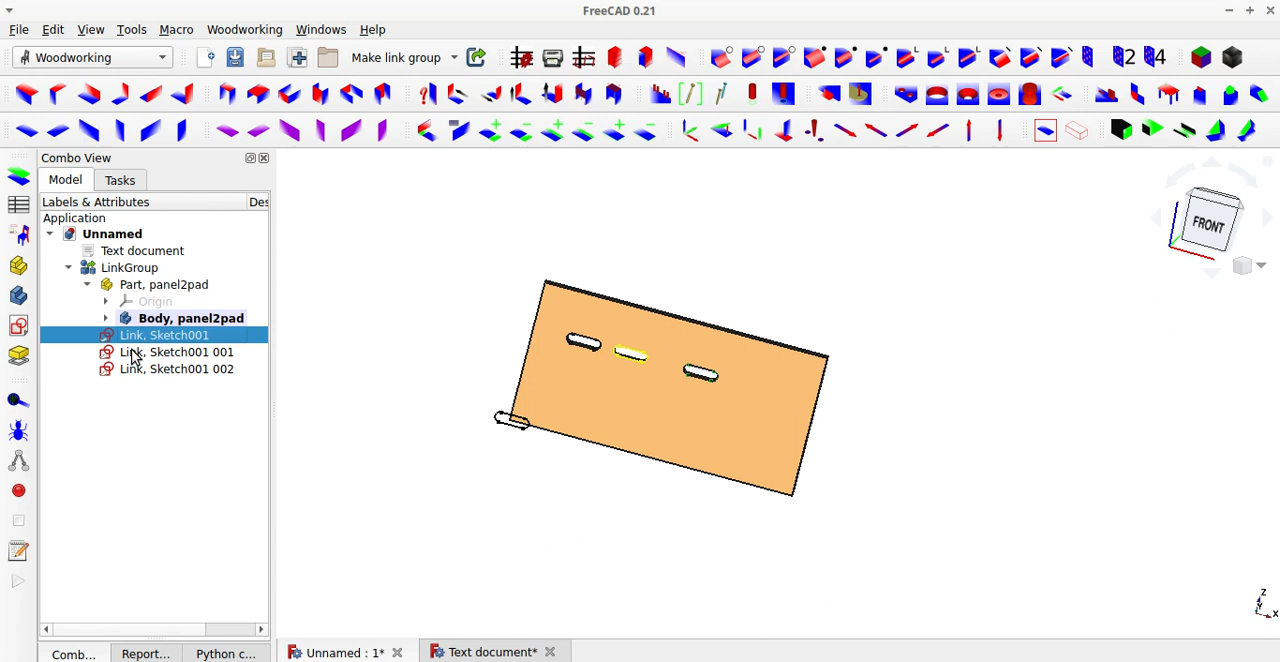 FreeCAD 0.21
File Edit View Tools Macro Woodworking Windows Help
Woodworking Make link group 2 4
Combo View
Model Tasks
Labels & Attributes Des
Application
Unnamed
Text document
LinkGroup
Part, panel2pad
Origin
Body, panel2pad
Link, Sketch001
Link, Sketch001 001
Link, Sketch001 002
FRONT
Z
X
Comb... Report... Python c...
Unnamed : 1* Text document*